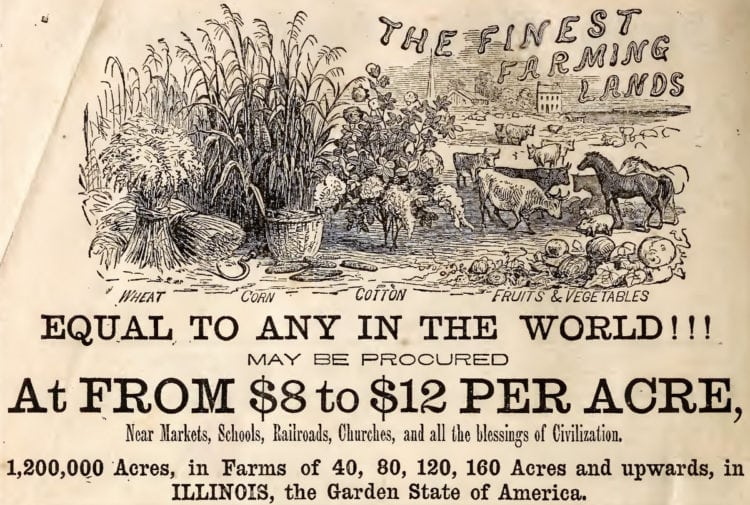 THE FINEST
FARMING
LANDS
WHEAT CORN COTTON FRUITS & VEGETABLES
EQUAL TO ANY IN THE WORLD!!!
MAY BE PROCURED
At FROM $8 to $12 PER ACRE,
Near Markets, Schools, Railroads, Churches, and all the blessings of Civilization.
1,200,000 Acres, in Farms of 40, 80, 120, 160 Acres and upwards, in
ILLINOIS, the Garden State of America.